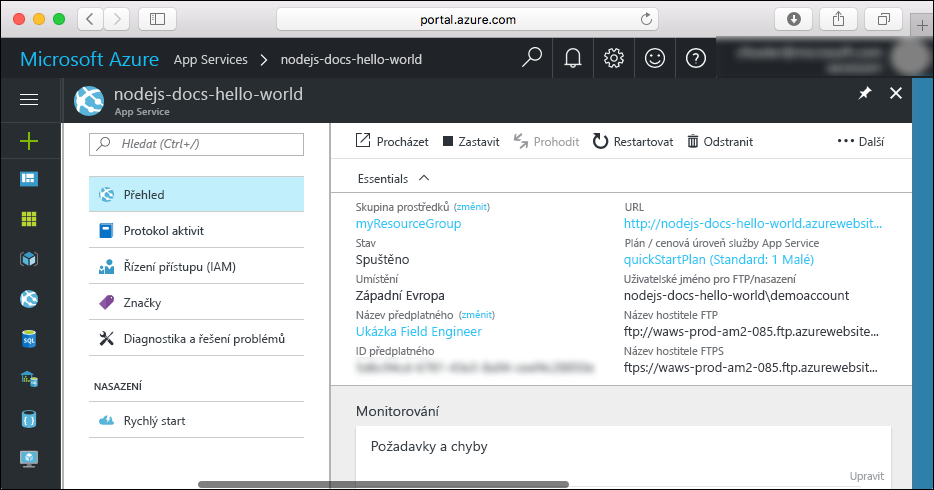 portal.azure.com
Microsoft Azure App Services > nodejs-docs-hello-world
nodejs-docs-hello-world
App Service
Hledat (Ctrl+/)
Přehled
Protokol aktivit
Řízení přístupu (IAM)
Značky
Diagnostika a řešení problémů
NASAZENÍ
Rychlý start
Procházet Zastavit Prohodit Restartovat Odstranit ••• Další
Essentials
Skupina prostředků (změnit)
myResourceGroup
Stav
Spuštěno
Umístění
Západní Evropa
Název předplatného (změnit)
Ukázka Field Engineer
ID předplatného
URL
http://nodejs-docs-hello-world.azurewebsit...
Plán / cenová úroveň služby App Service
quickStartPlan (Standard: 1 Malé)
Uživatelské jméno pro FTP/nasazení
nodejs-docs-hello-world\demoaccount
Název hostitele FTP
ftp://waws-prod-am2-085.ftp.azurewebsite...
Název hostitele FTPS
ftps://waws-prod-am2-085.ftp.azurewebsit...
Monitorování
Požadavky a chyby
Upravit
SQL